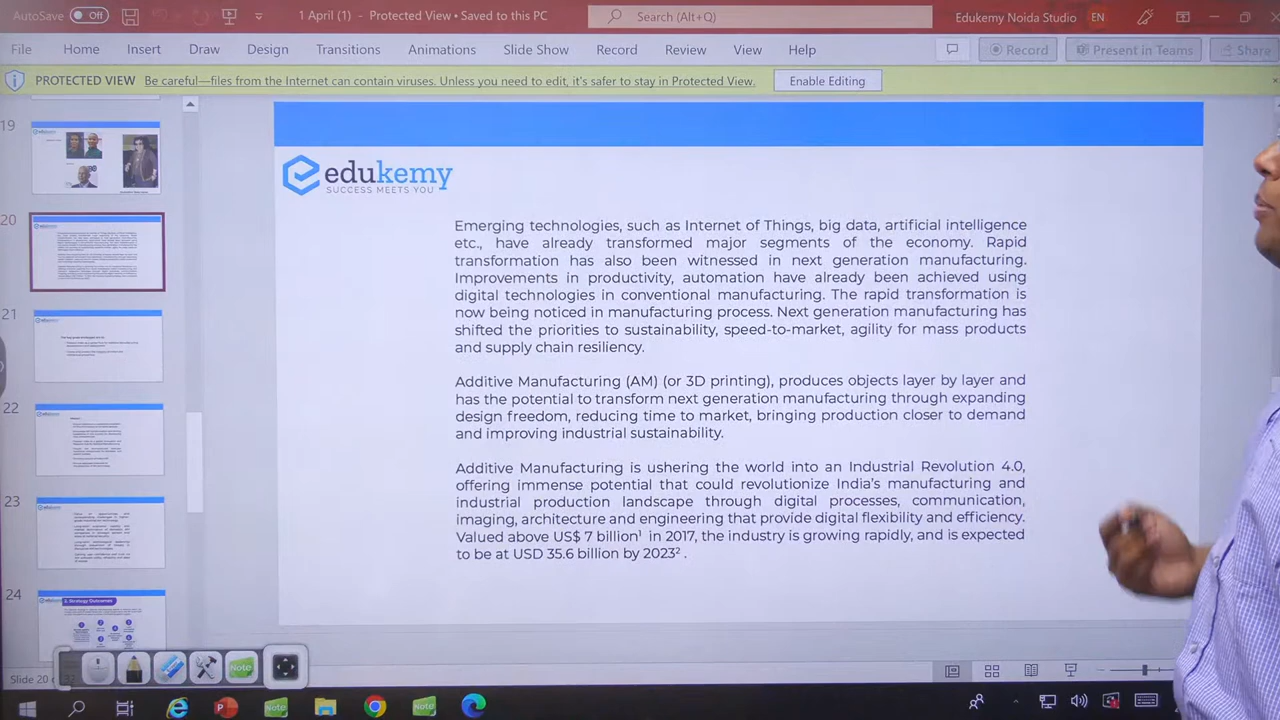 AutoSave Off 1 April (1) - Protected View • Saved to this PC Search (Alt+Q) Edukemy Noida Studio EN
File Home Insert Draw Design Transitions Animations Slide Show Record Review View Help Record Present in Teams Share
PROTECTED VIEW Be careful—files from the Internet can contain viruses. Unless you need to edit, it's safer to stay in Protected View. Enable Editing
19
20
21
22
23
24
3. Strategy Outcomes
edukemy
SUCCESS MEETS YOU
Emerging technologies, such as Internet of Things, big data, artificial intelligence
etc., have already transformed major segments of the economy. Rapid
transformation has also been witnessed in next generation manufacturing.
Improvements in productivity, automation have already been achieved using
digital technologies in conventional manufacturing. The rapid transformation is
now being noticed in manufacturing process. Next generation manufacturing has
shifted the priorities to sustainability, speed-to-market, agility for mass products
and supply chain resiliency.
Additive Manufacturing (AM) (or 3D printing), produces objects layer by layer and
has the potential to transform next generation manufacturing through expanding
design freedom, reducing time to market, bringing production closer to demand
and improving industrial sustainability.
Additive Manufacturing is ushering the world into an Industrial Revolution 4.0,
offering immense potential that could revolutionize India's manufacturing and
industrial production landscape through digital processes, communication,
imaging, architecture and engineering that provide digital flexibility and efficiency.
Valued above US$ 7 billion¹ in 2017, the industry is growing rapidly, and is expected
to be at USD 35.6 billion by 2023² .
Note
Slide 20 of
Note Note